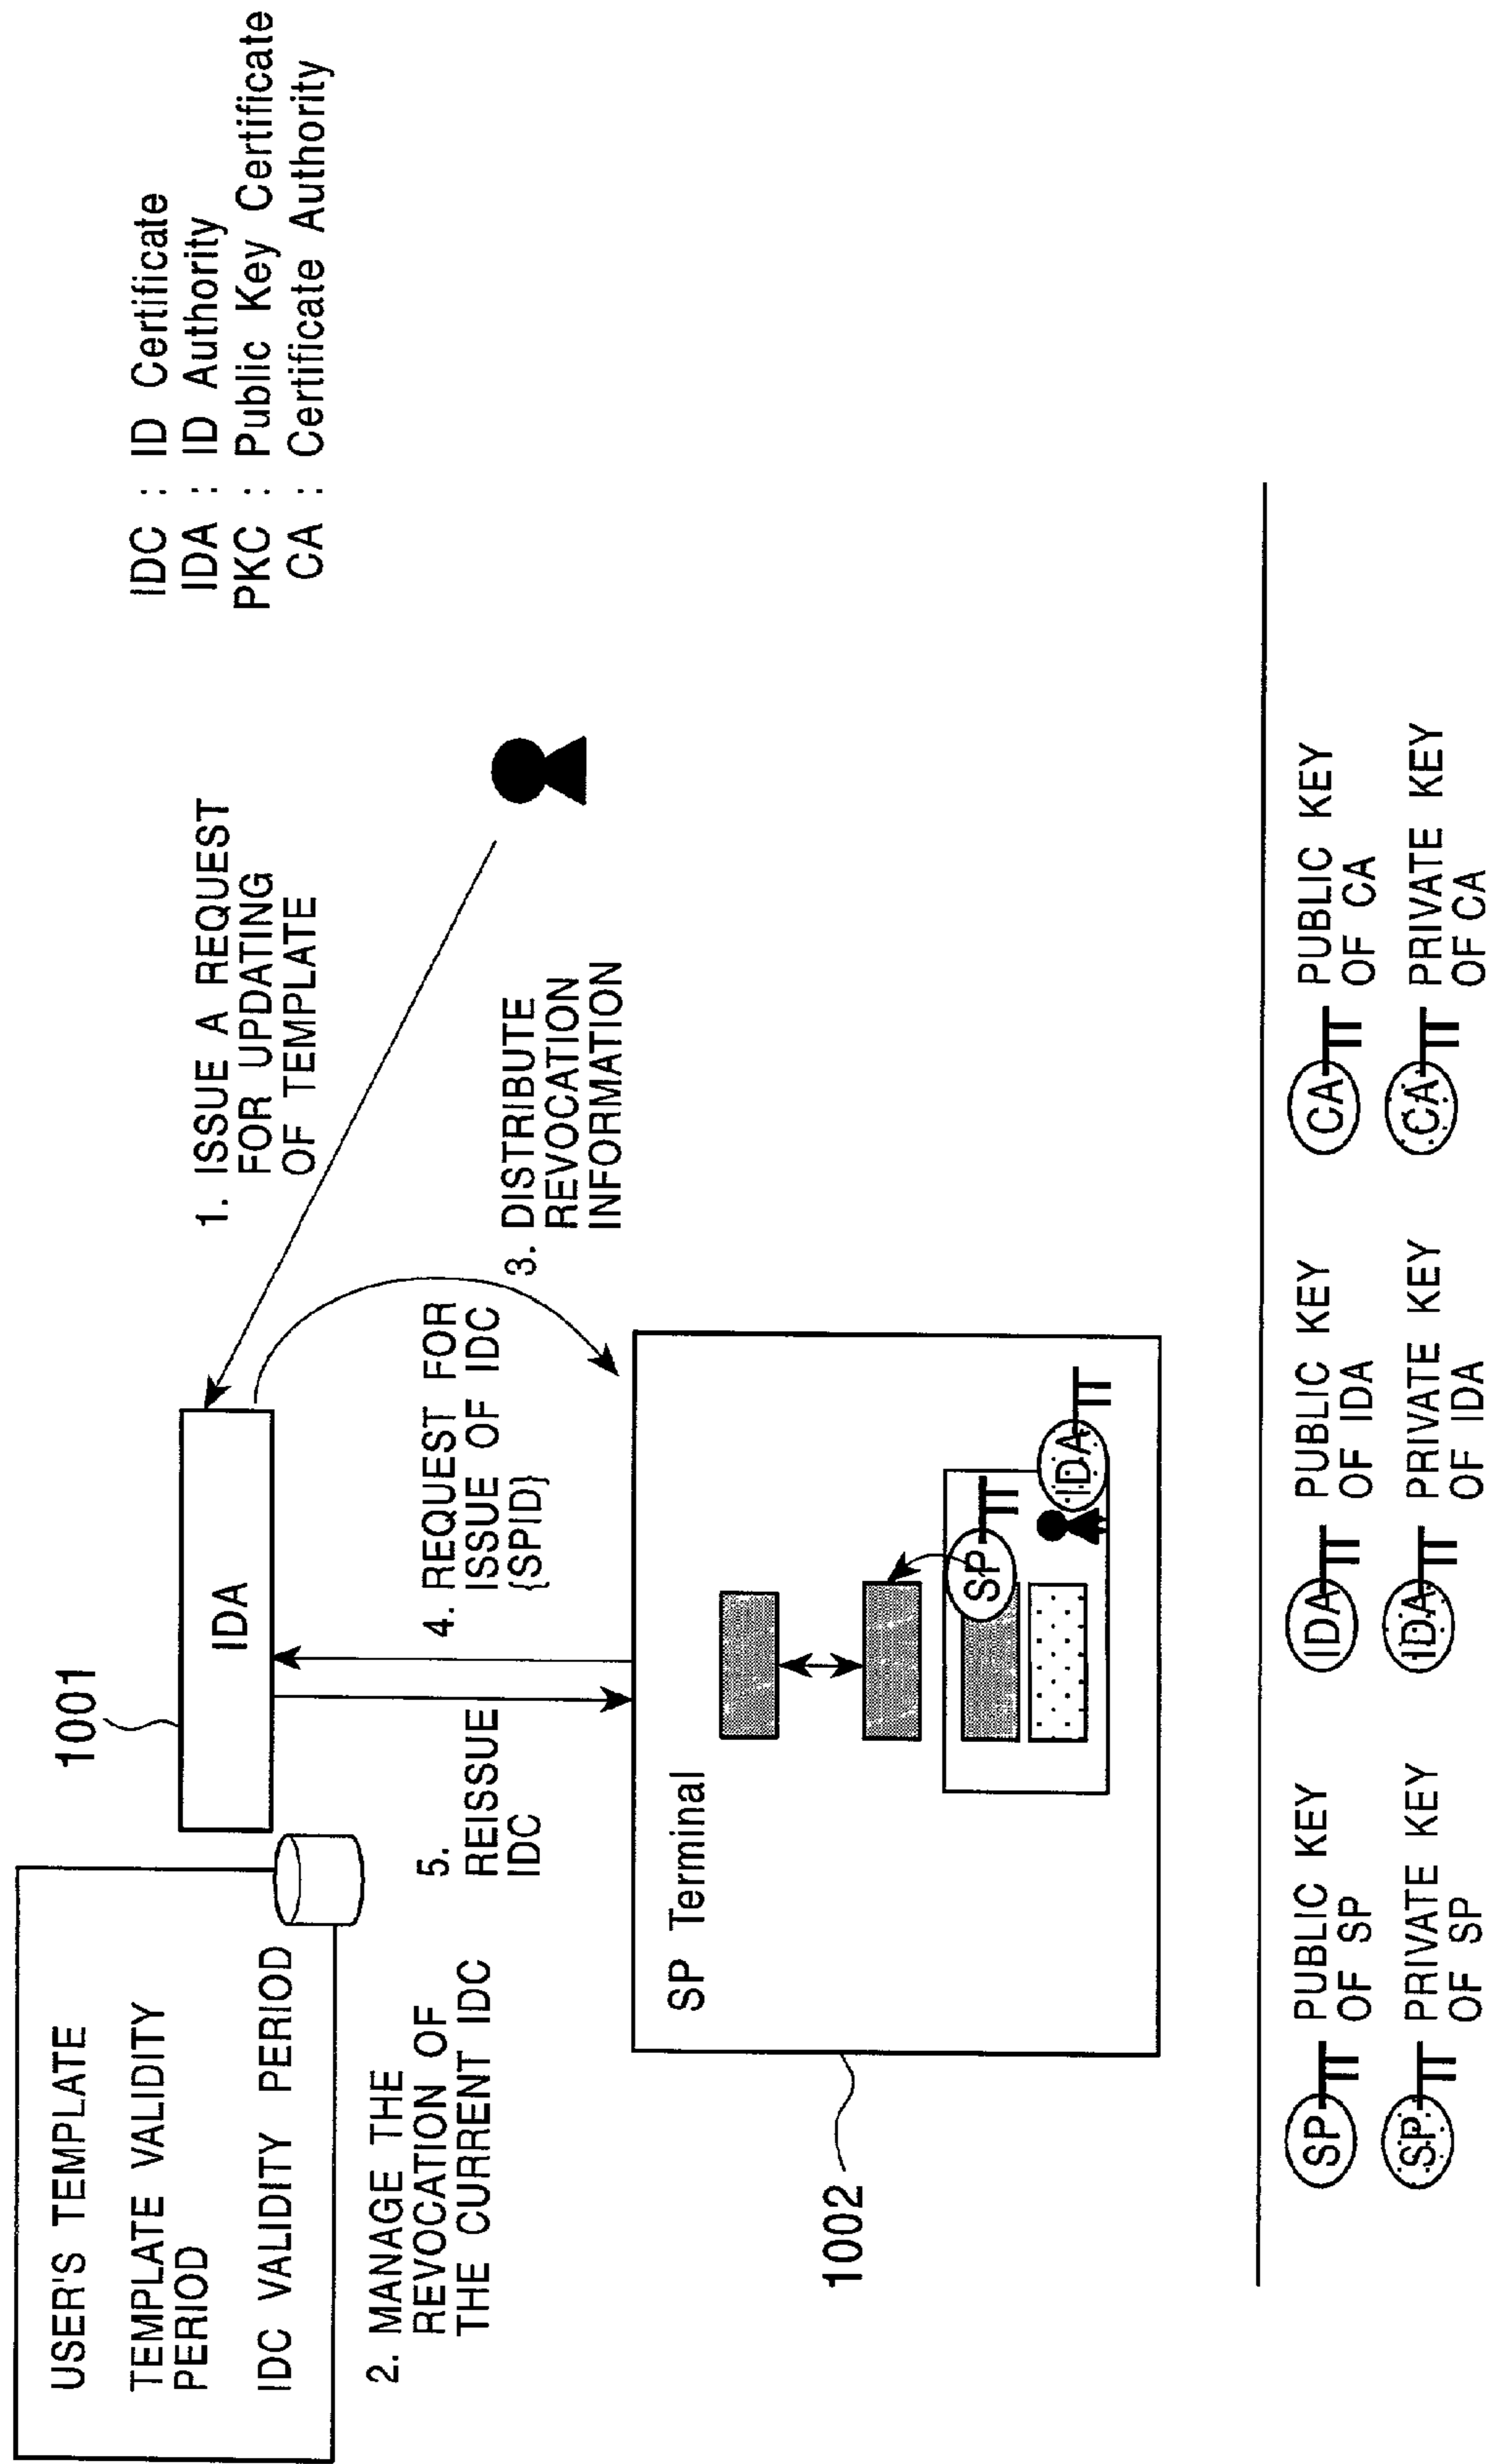 USER'S TEMPLATE
TEMPLATE VALIDITY
PERIOD
IDC VALIDITY PERIOD
1001
IDA
IDC : ID Certificate
IDA : ID Authority
PKC : Public Key Certificate
CA : Certificate Authority
1. ISSUE A REQUEST
FOR UPDATING
OF TEMPLATE
2. MANAGE THE
REVOCATION OF
THE CURRENT IDC
5.
REISSUE
IDC
4. REQUEST FOR
ISSUE OF IDC
{SPID}
3. DISTRIBUTE
REVOCATION
INFORMATION
1002
SP Terminal
SP
IDA
SP
PUBLIC KEY
OF SP
IDA
PUBLIC KEY
OF IDA
CA
PUBLIC KEY
OF CA
SP
PRIVATE KEY
OF SP
IDA
PRIVATE KEY
OF IDA
CA
PRIVATE KEY
OF CA